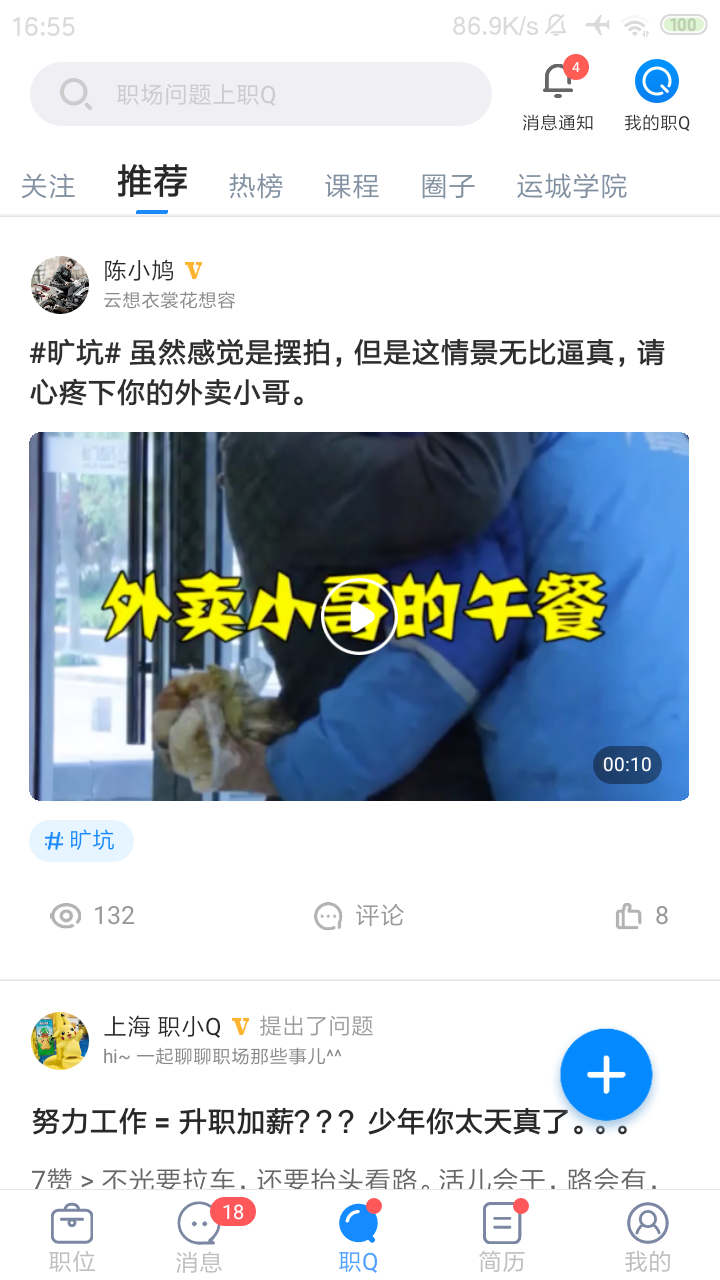 16:55
86.9K/s
100
职场问题上职Q
4
消息通知
我的职Q
关注
推荐
热榜
课程
圈子
运城学院
陈小鸠 V
云想衣裳花想容
#旷坑# 虽然感觉是摆拍，但是这情景无比逼真，请
心疼下你的外卖小哥。
外卖小哥的午餐
00:10
# 旷坑
132
评论
8
上海 职小Q V 提出了问题
hi~ 一起聊聊职场那些事儿^^
努力工作 = 升职加薪？？？ 少年你太天真了。。。
7赞 > 不光要拉车，还要抬头看路。活儿会干，路会有，
职位
消息
18
职Q
简历
我的